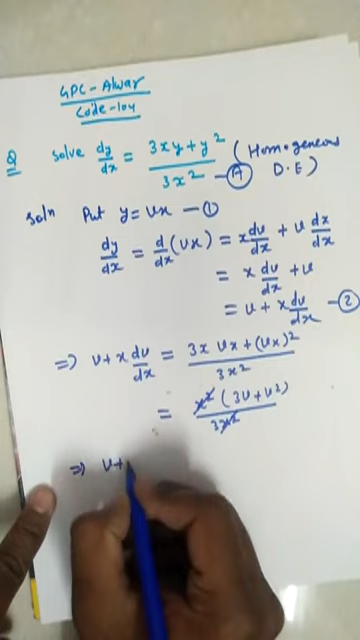 GPC-Alwar
Code-104
Q Solve dy/dx = (3xy+y²)/3x² —(A) (Homogeneous D.E)
Soln Put y=vx —①
dy/dx = d/dx (vx) = x dv/dx + v dx/dx
= x dv/dx + v
= v + x dv/dx —②
=> v+x dv/dx = (3x vx+(vx)²)/3x²
= x²(3v+v²)/3x²
=> v+